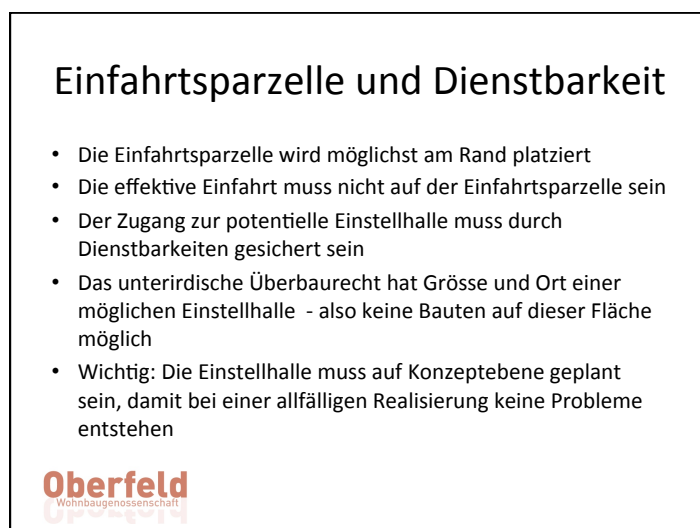 Einfahrtsparzelle und Dienstbarkeit
• Die Einfahrtsparzelle wird möglichst am Rand platziert
• Die effektive Einfahrt muss nicht auf der Einfahrtsparzelle sein
• Der Zugang zur potentielle Einstellhalle muss durch
Dienstbarkeiten gesichert sein
• Das unterirdische Überbaurecht hat Grösse und Ort einer
möglichen Einstellhalle - also keine Bauten auf dieser Fläche
möglich
• Wichtig: Die Einstellhalle muss auf Konzeptebene geplant
sein, damit bei einer allfälligen Realisierung keine Probleme
entstehen
Oberfeld
Wohnbaugenossenschaft